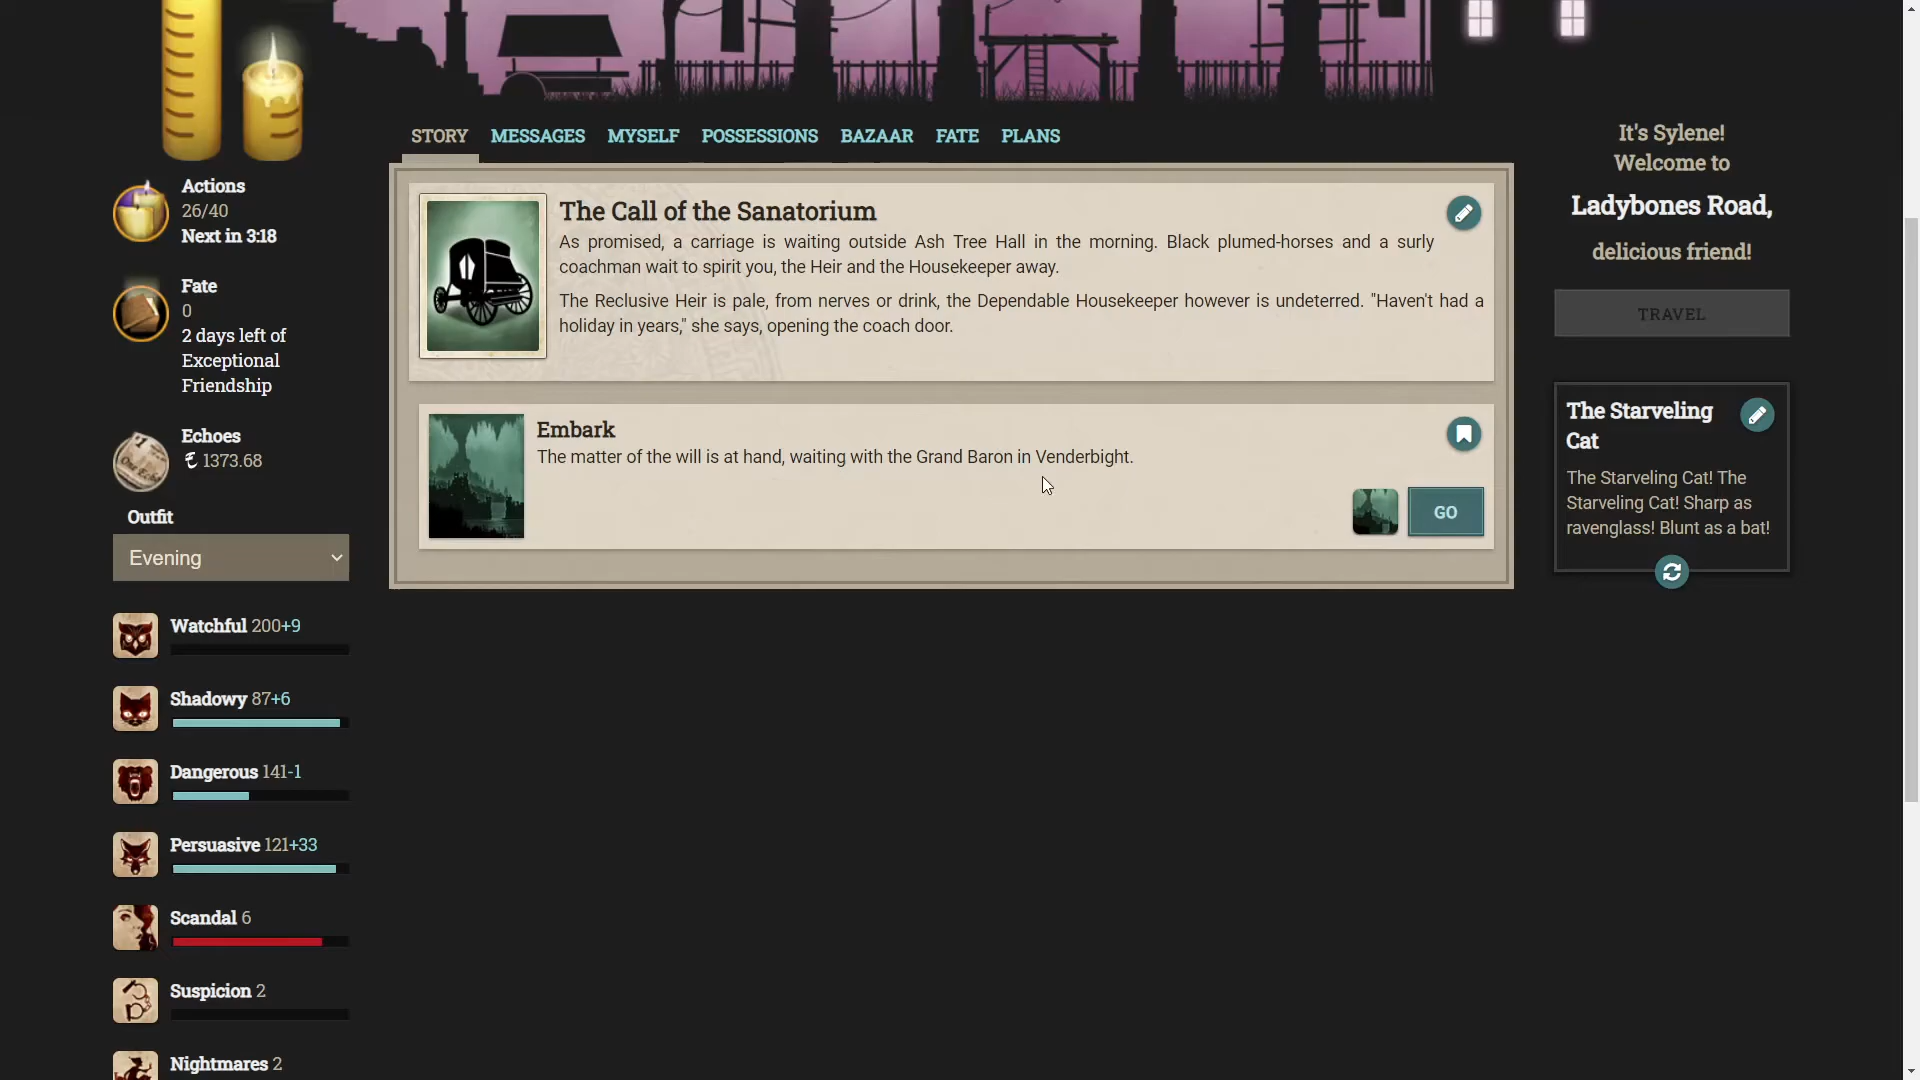 STORY MESSAGES MYSELF POSSESSIONS BAZAAR FATE PLANS
Actions
26/40
Next in 3:18
Fate
0
2 days left of
Exceptional
Friendship
Echoes
1373.68
Outfit
Evening
Watchful 200+9
Shadowy 87+6
Dangerous 141-1
Persuasive 121+33
Scandal 6
Suspicion 2
Nightmares 2
The Call of the Sanatorium
As promised, a carriage is waiting outside Ash Tree Hall in the morning. Black plumed-horses and a surly
coachman wait to spirit you, the Heir and the Housekeeper away.
The Reclusive Heir is pale, from nerves or drink, the Dependable Housekeeper however is undeterred. "Haven't had a
holiday in years," she says, opening the coach door.
Embark
The matter of the will is at hand, waiting with the Grand Baron in Venderbight.
GO
It's Sylene!
Welcome to
Ladybones Road,
delicious friend!
TRAVEL
The Starveling
Cat
The Starveling Cat! The
Starveling Cat! Sharp as
ravenglass! Blunt as a bat!